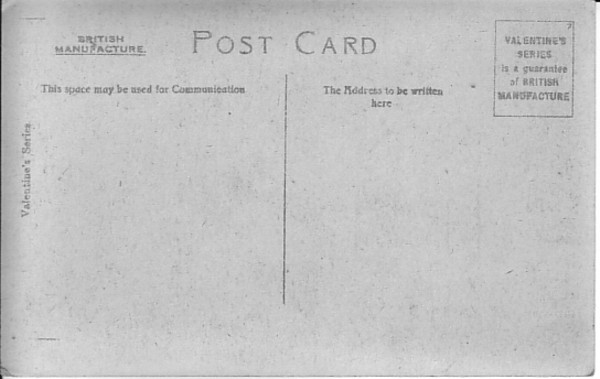 BRITISH
MANUFACTURE.
POST CARD
VALENTINE'S
SERIES
is a guarantee
of BRITISH
MANUFACTURE
This space may be used for Communication
The Address to be written
here
Valentine's Series.